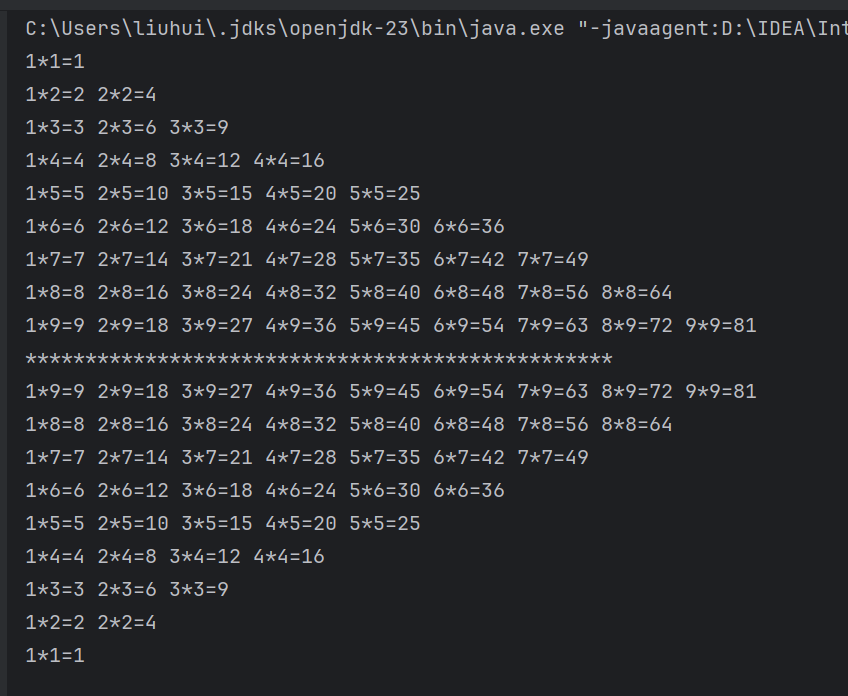 C:\Users\liuhui\.jdks\openjdk-23\bin\java.exe "-javaagent:D:\IDEA\Int
1*1=1
1*2=2 2*2=4
1*3=3 2*3=6 3*3=9
1*4=4 2*4=8 3*4=12 4*4=16
1*5=5 2*5=10 3*5=15 4*5=20 5*5=25
1*6=6 2*6=12 3*6=18 4*6=24 5*6=30 6*6=36
1*7=7 2*7=14 3*7=21 4*7=28 5*7=35 6*7=42 7*7=49
1*8=8 2*8=16 3*8=24 4*8=32 5*8=40 6*8=48 7*8=56 8*8=64
1*9=9 2*9=18 3*9=27 4*9=36 5*9=45 6*9=54 7*9=63 8*9=72 9*9=81
*************************************************
1*9=9 2*9=18 3*9=27 4*9=36 5*9=45 6*9=54 7*9=63 8*9=72 9*9=81
1*8=8 2*8=16 3*8=24 4*8=32 5*8=40 6*8=48 7*8=56 8*8=64
1*7=7 2*7=14 3*7=21 4*7=28 5*7=35 6*7=42 7*7=49
1*6=6 2*6=12 3*6=18 4*6=24 5*6=30 6*6=36
1*5=5 2*5=10 3*5=15 4*5=20 5*5=25
1*4=4 2*4=8 3*4=12 4*4=16
1*3=3 2*3=6 3*3=9
1*2=2 2*2=4
1*1=1